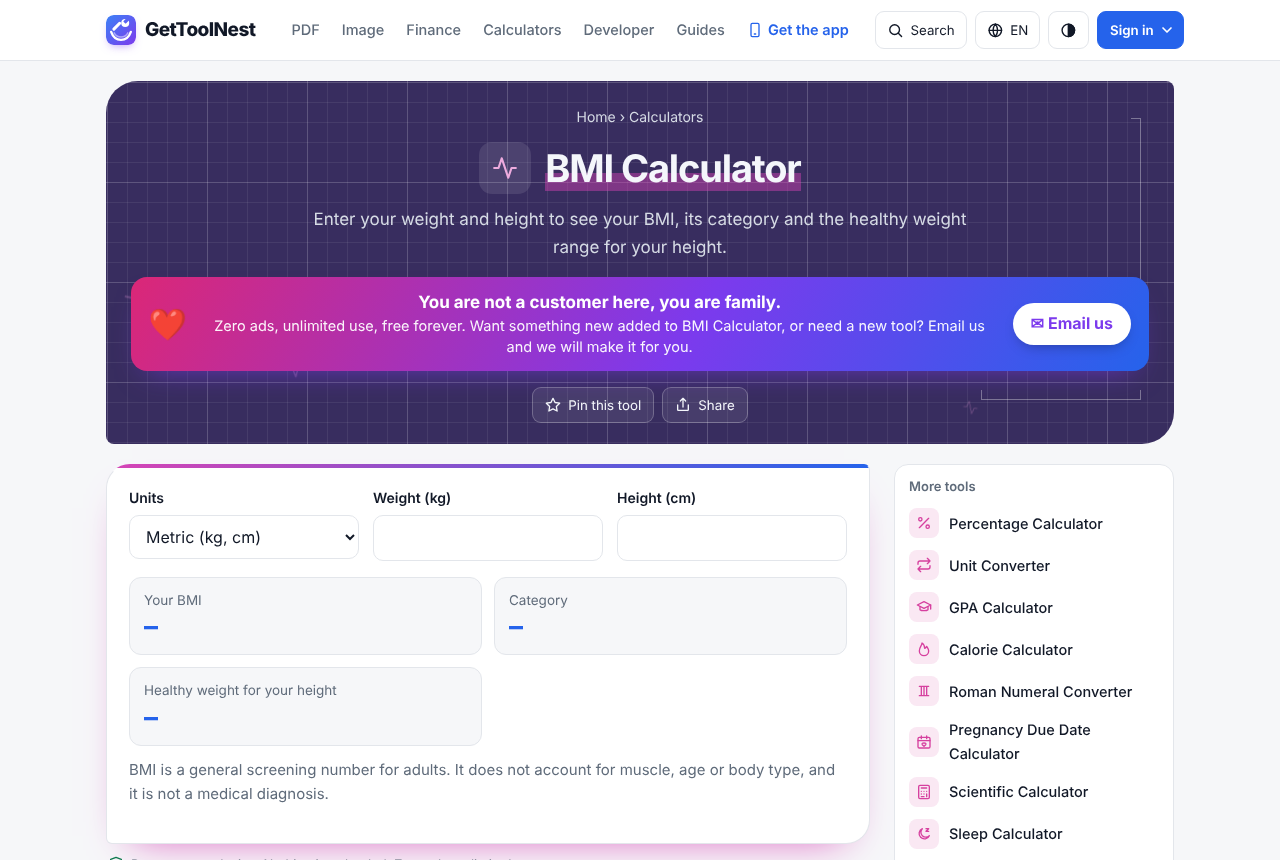 GetToolNest
PDF Image Finance Calculators Developer Guides Get the app Search EN Sign in
Home › Calculators
BMI Calculator
Enter your weight and height to see your BMI, its category and the healthy weight
range for your height.
You are not a customer here, you are family.
Zero ads, unlimited use, free forever. Want something new added to BMI Calculator, or need a new tool? Email us
and we will make it for you.
✉ Email us
Pin this tool Share
Units Weight (kg) Height (cm)
Metric (kg, cm)
Your BMI
–
Category
–
Healthy weight for your height
–
BMI is a general screening number for adults. It does not account for muscle, age or body type, and
it is not a medical diagnosis.
More tools
Percentage Calculator
Unit Converter
GPA Calculator
Calorie Calculator
Roman Numeral Converter
Pregnancy Due Date
Calculator
Scientific Calculator
Sleep Calculator